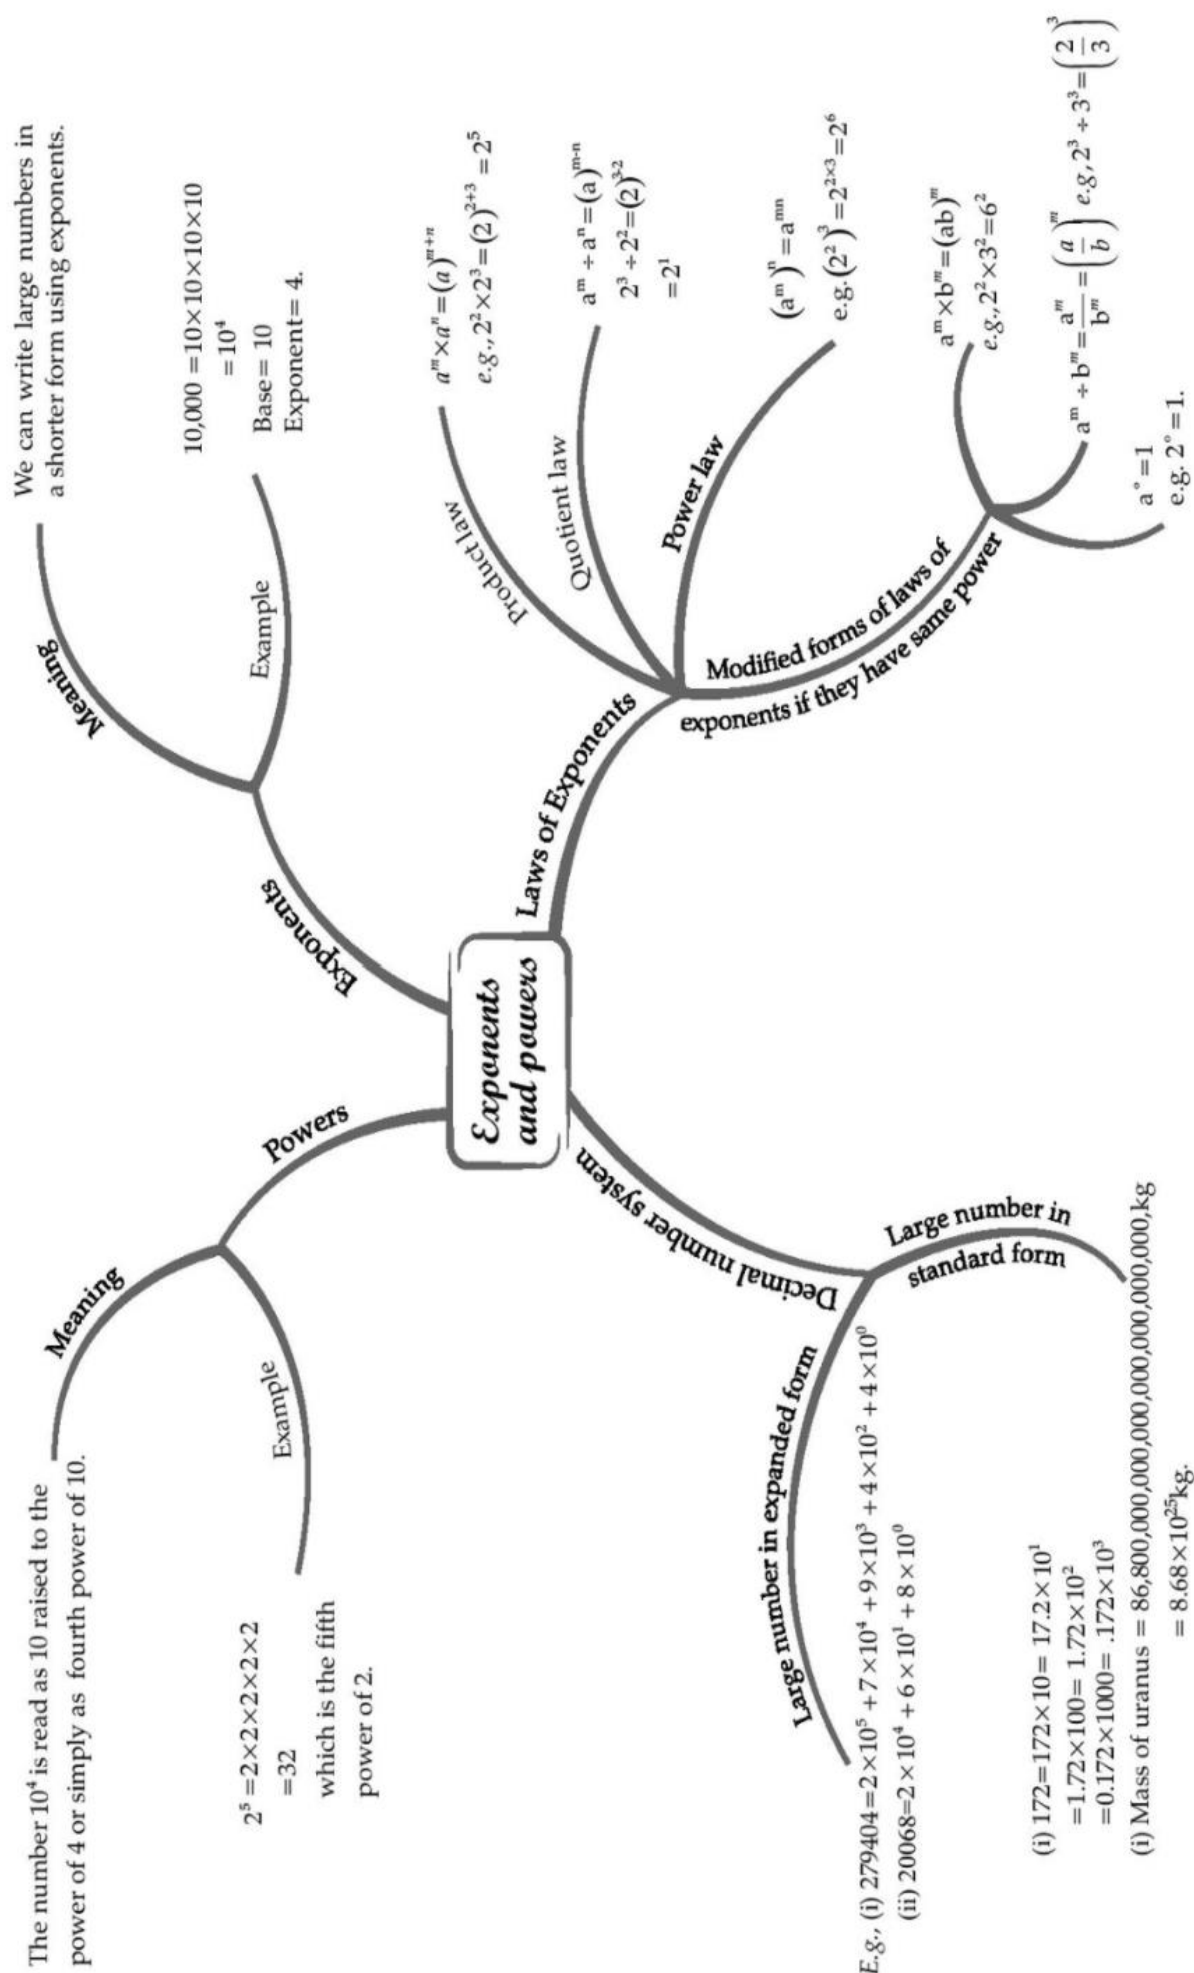 Exponents
and powers
Powers
Meaning
The number 10⁴ is read as 10 raised to the
power of 4 or simply as fourth power of 10.
Example
2⁵=2×2×2×2×2
=32
which is the fifth
power of 2.
Exponents
Meaning
We can write large numbers in
a shorter form using exponents.
Example
10,000 =10×10×10×10
=10⁴
Base= 10
Exponent= 4.
Laws of Exponents
Product law
aᵐ×aⁿ=(a)ᵐ⁺ⁿ
e.g., 2²×2³=(2)²⁺³ = 2⁵
Quotient law
aᵐ ÷ aⁿ=(a)ᵐ⁻ⁿ
2³ ÷ 2²=(2)³⁻²
=2¹
Power law
(aᵐ)ⁿ=aᵐⁿ
e.g.(2²)³=2²ˣ³=2⁶
Modified forms of laws of
exponents if they have same power
aᵐ×bᵐ=(ab)ᵐ
e.g., 2²×3²=6²
aᵐ ÷bᵐ=aᵐ/bᵐ=(a/b)ᵐ e.g, 2³ ÷ 3³=(2/3)³
a°=1
e.g. 2°=1.
Decimal number system
Large number in expanded form
E.g., (i) 279404=2×10⁵ +7×10⁴ +9×10³ +4×10² +4×10⁰
(ii) 20068=2×10⁴ +6×10¹ +8×10⁰
Large number in
standard form
(i) 172=172×10= 17.2×10¹
=1.72×100= 1.72×10²
=0.172×1000= .172×10³
(i) Mass of uranus = 86,800,000,000,000,000,000,000,000,kg
= 8.68×10²⁵kg.